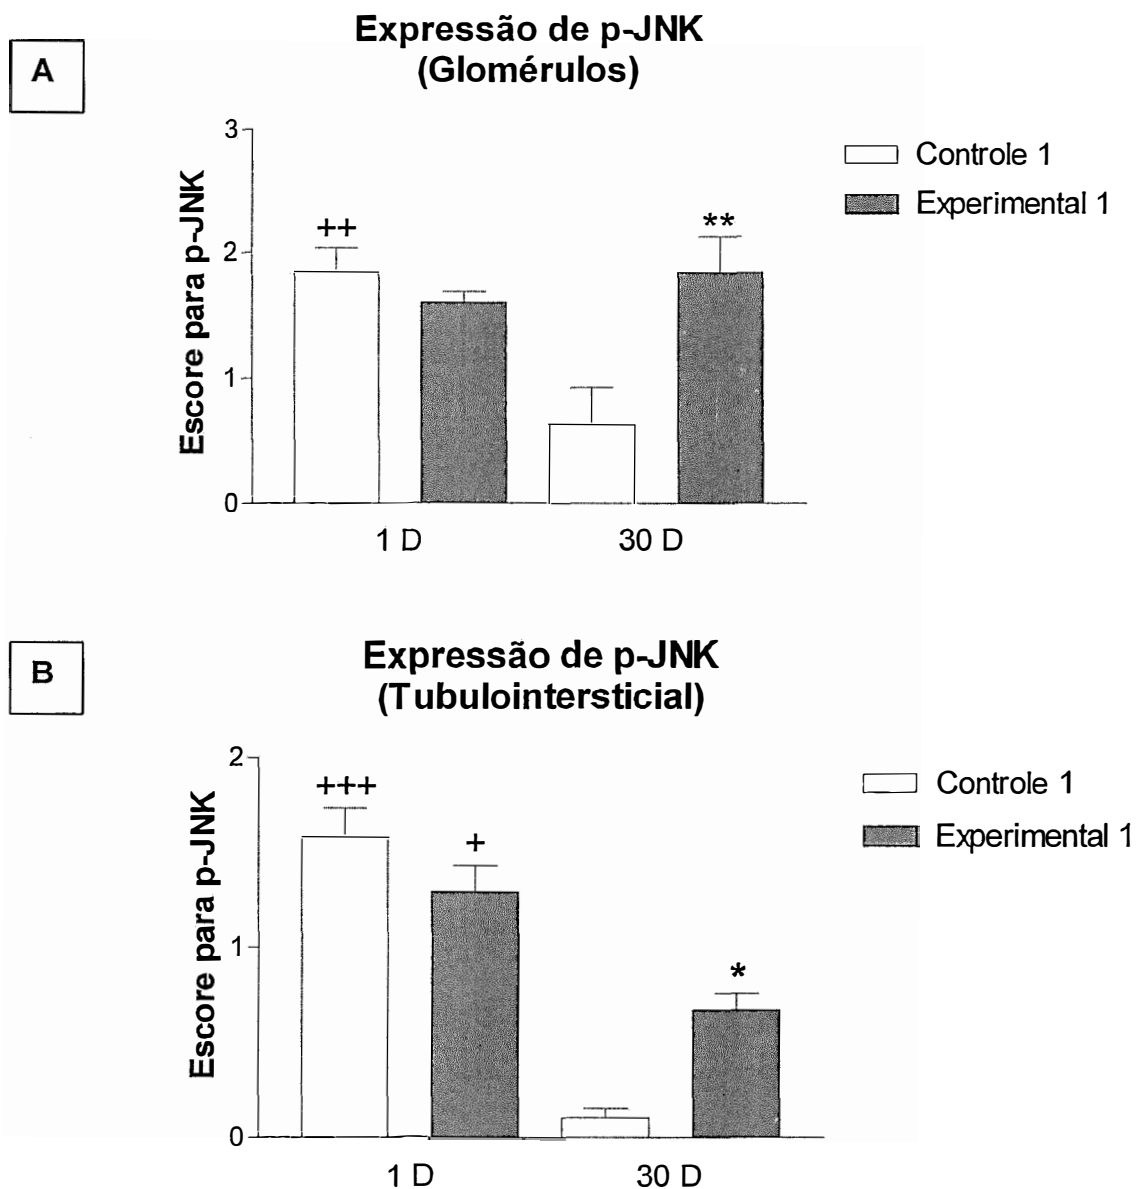 A
Expressão de p-JNK
(Glomérulos)
Escore para p-JNK
3
2
1
0
++
**
1 D
30 D
Controle 1
Experimental 1
B
Expressão de p-JNK
(Tubulointersticial)
Escore para p-JNK
2
1
0
+++
+
*
1 D
30 D
Controle 1
Experimental 1